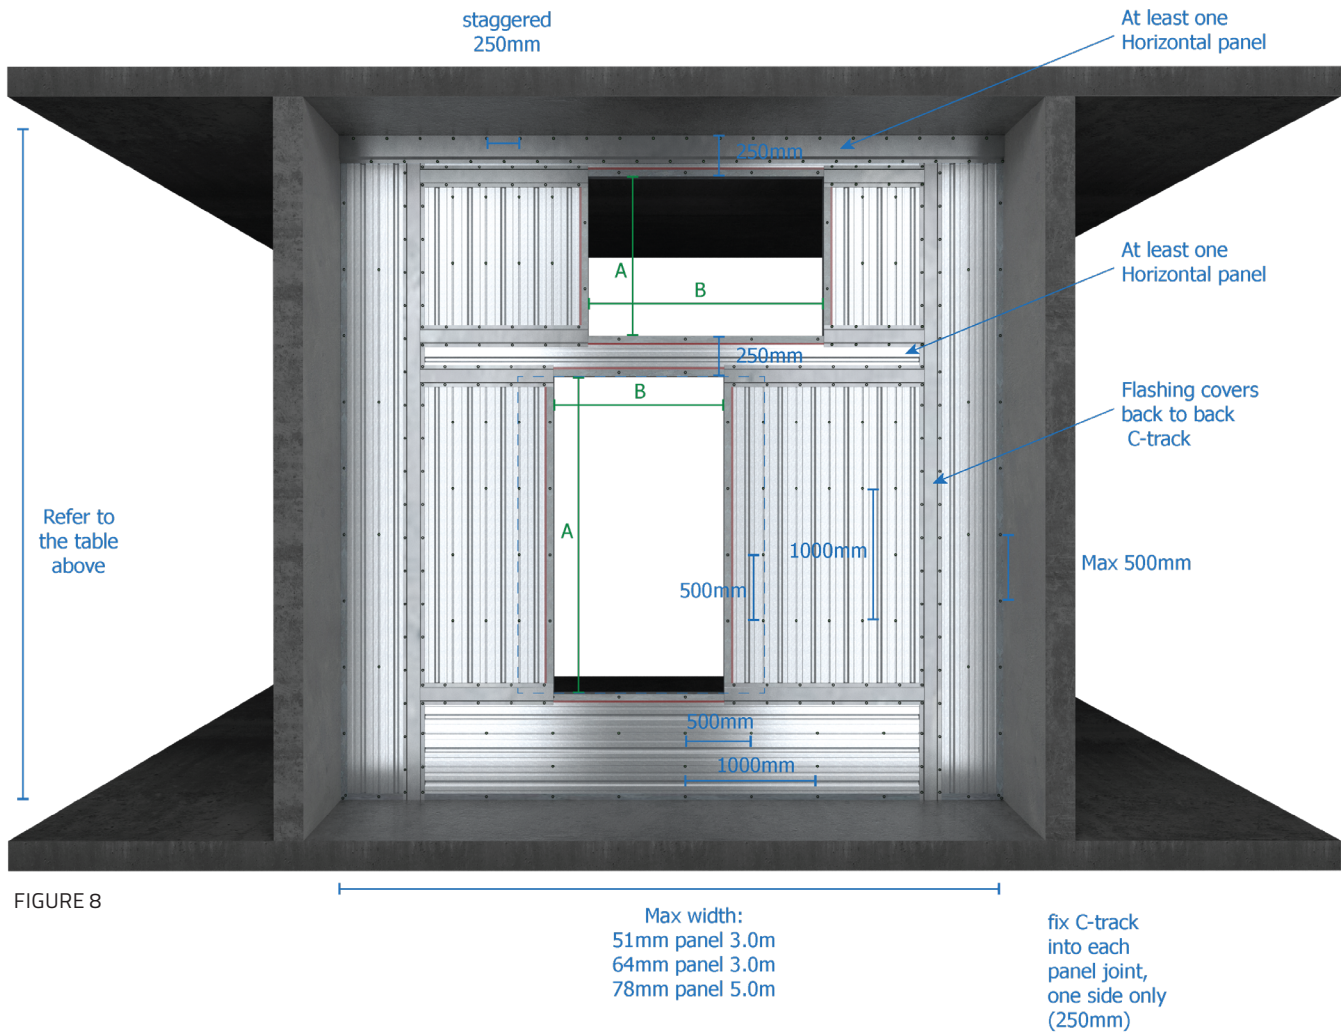 staggered
250mm
At least one
Horizontal panel
250mm
A
B
At least one
Horizontal panel
250mm
B
Flashing covers
back to back
C-track
A
Refer to
the table
above
1000mm
500mm
Max 500mm
500mm
1000mm
FIGURE 8
Max width:
51mm panel 3.0m
64mm panel 3.0m
78mm panel 5.0m
fix C-track
into each
panel joint,
one side only
(250mm)